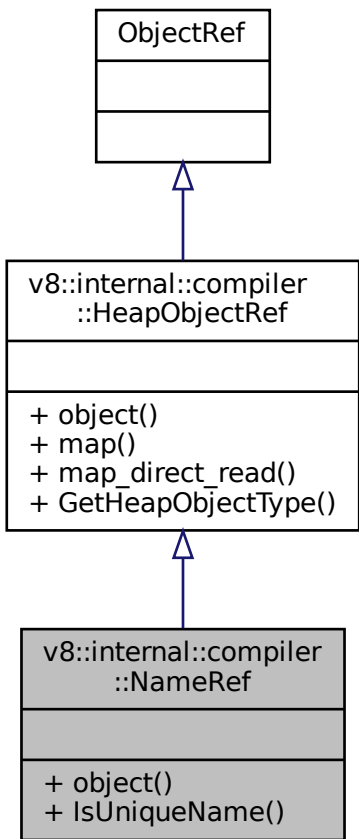 ObjectRef
v8::internal::compiler
::HeapObjectRef
+ object()
+ map()
+ map_direct_read()
+ GetHeapObjectType()
v8::internal::compiler
::NameRef
+ object()
+ IsUniqueName()